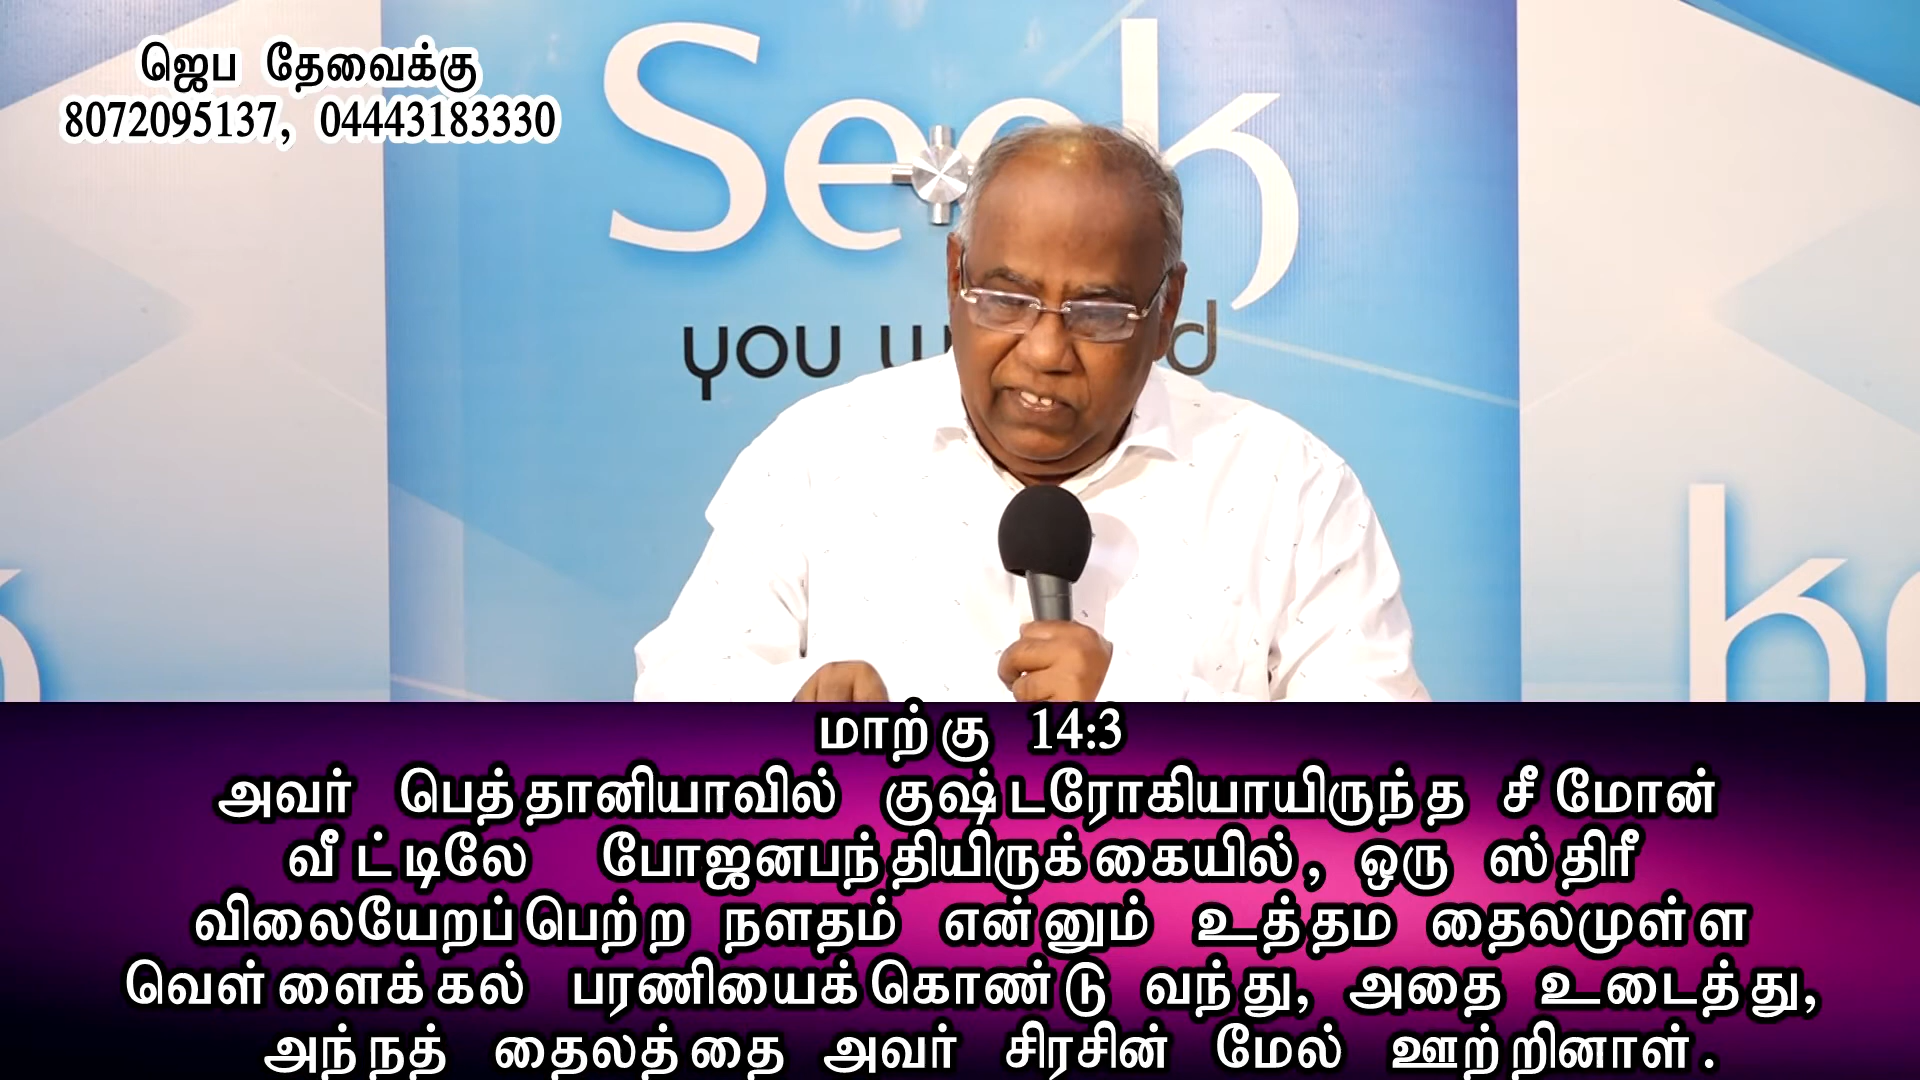 ஜெப தேவைக்கு
8072095137, 04443183330
Seek
you
மாற்கு 14:3
அவர் பெத்தானியாவில் குஷ்டரோகியாயிருந்த சீமோன்
வீட்டிலே போஜனபந்தியிருக்கையில், ஒரு ஸ்திரீ
விலையேறப்பெற்ற நளதம் என்னும் உத்தம தைலமுள்ள
வெள்ளைக்கல் பரணியைக்கொண்டு வந்து, அதை உடைத்து,
அந்நத் தைலத்தை அவர் சிரசின் மேல் ஊற்றினாள்.